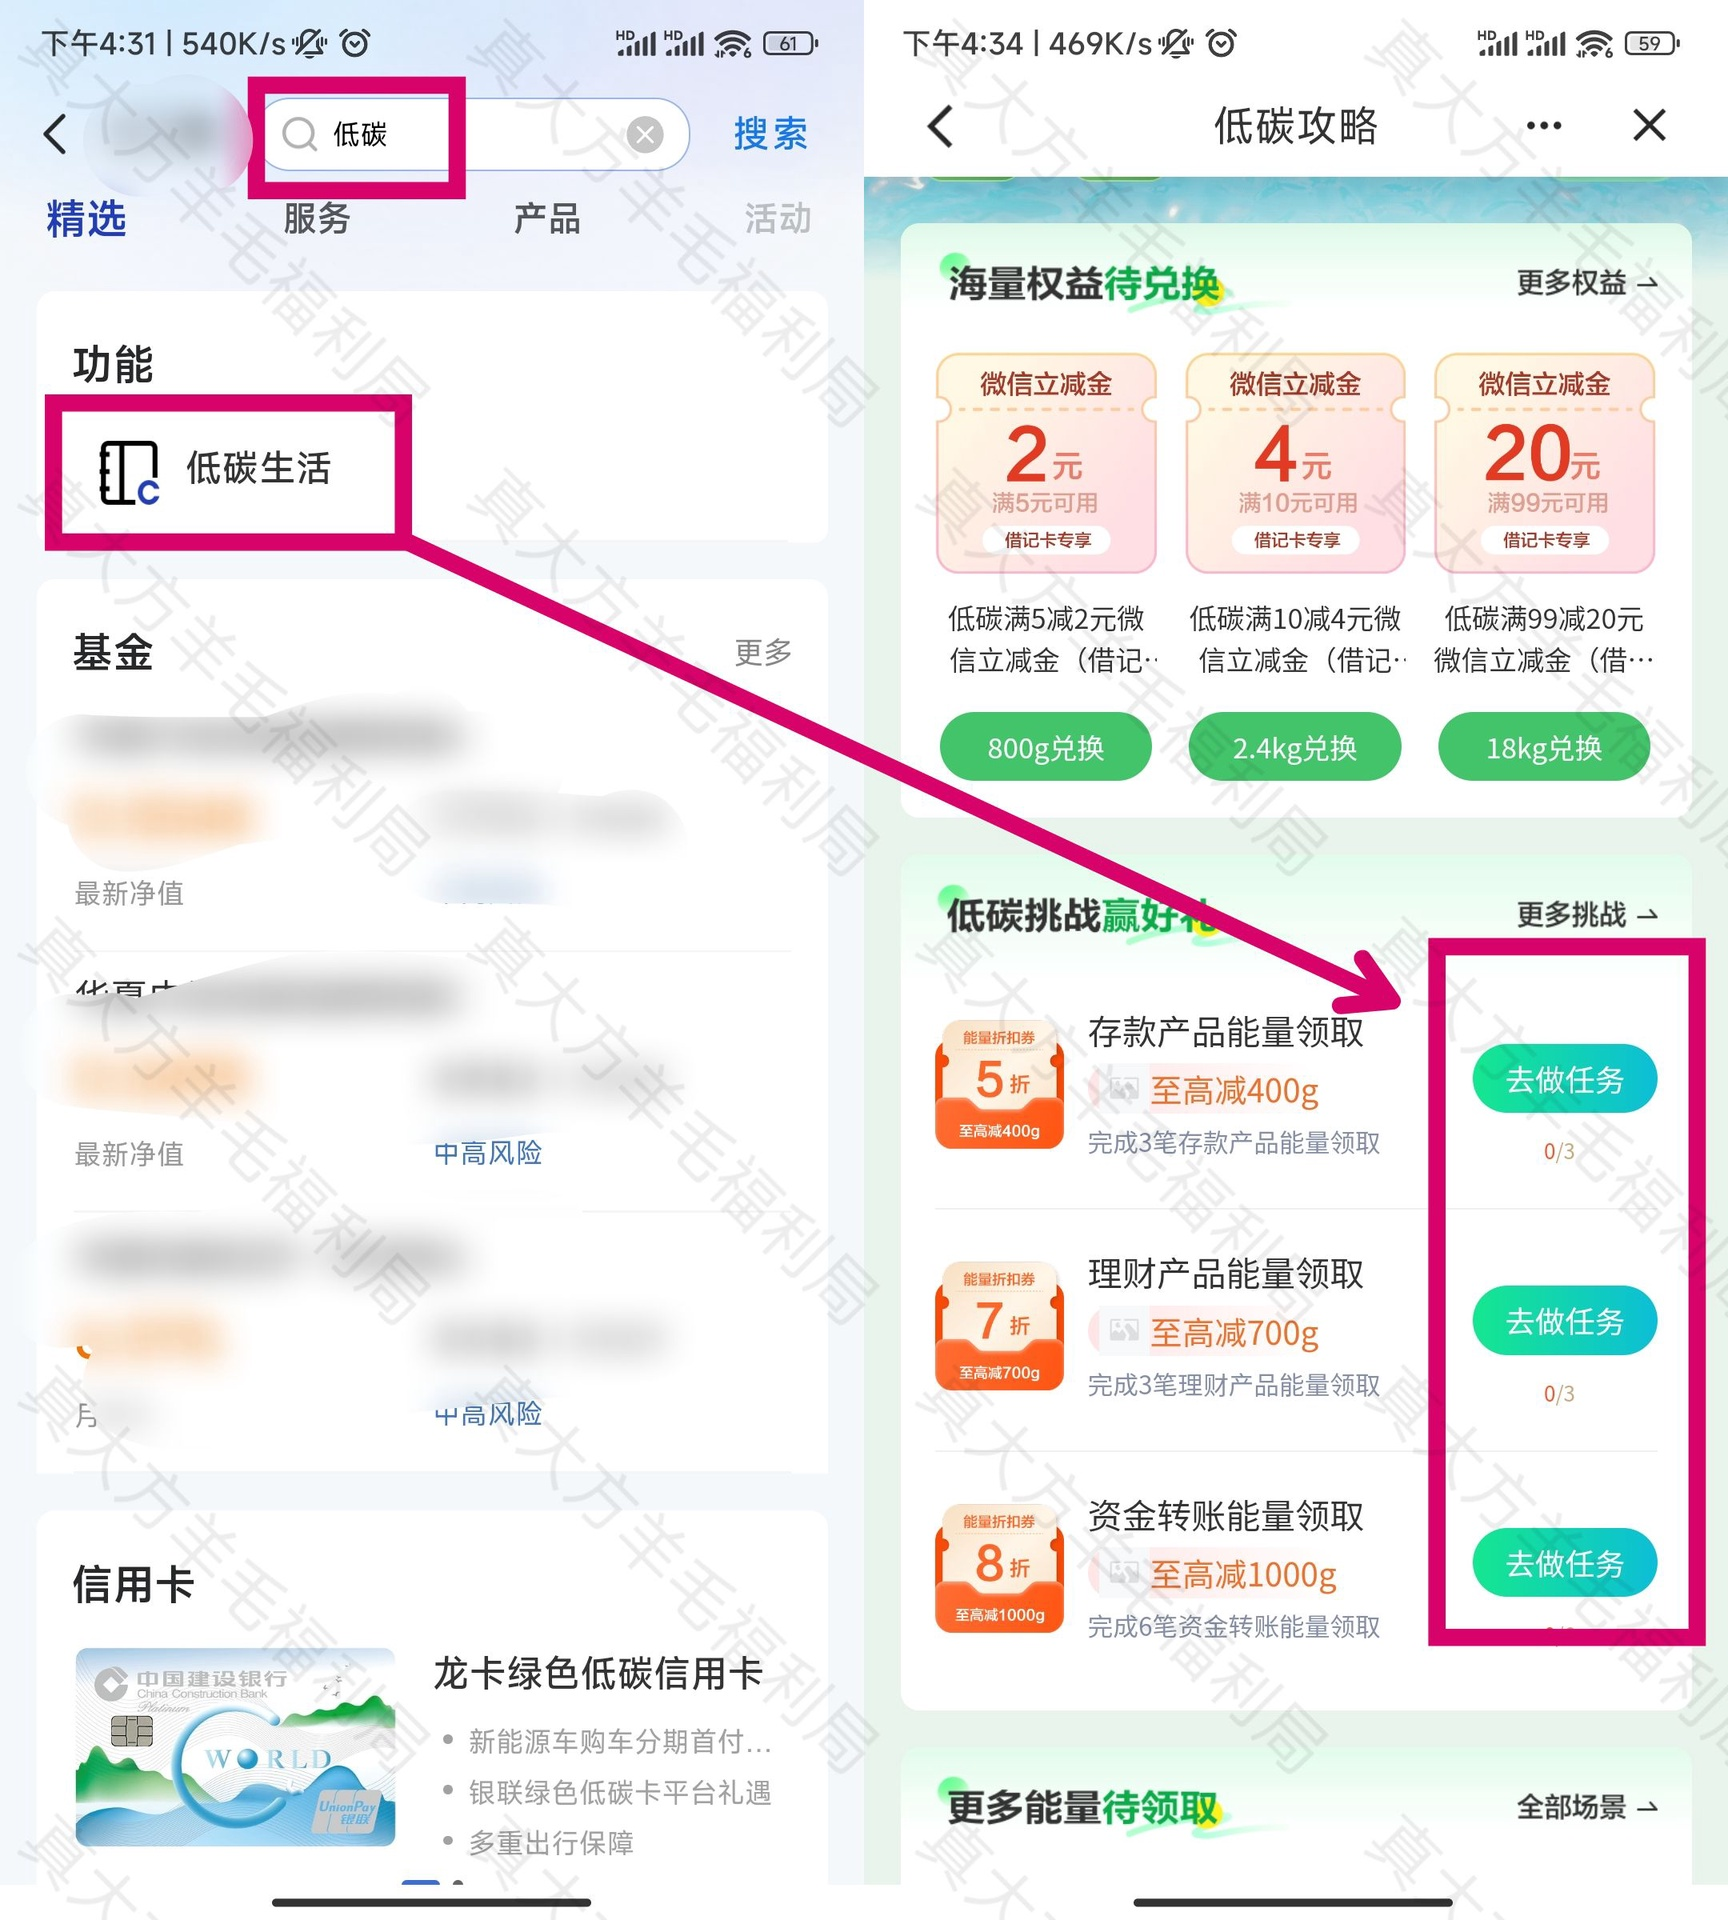 下午4:31 | 540K/s
HD HD 6 61
低碳
搜索
精选 服务 产品 活动
功能
低碳生活
基金
更多
最新净值
最新净值
中高风险
中高风险
信用卡
中国建设银行
China Construction Bank
Platinum
WORLD
UnionPay
银联
龙卡绿色低碳信用卡
新能源车购车分期首付...
银联绿色低碳卡平台礼遇
多重出行保障
下午4:34 | 469K/s
HD HD 6 59
低碳攻略
海量权益待兑换
更多权益
微信立减金 微信立减金 微信立减金
2元 4元 20元
满5元可用 满10元可用 满99元可用
借记卡专享 借记卡专享 借记卡专享
低碳满5减2元微 低碳满10减4元微 低碳满99减20元
信立减金（借记… 信立减金（借记… 微信立减金（借…
800g兑换 2.4kg兑换 18kg兑换
低碳挑战赢好礼
更多挑战
能量折扣券
5折
至高减400g
存款产品能量领取
至高减400g
完成3笔存款产品能量领取
去做任务
0/3
能量折扣券
7折
至高减700g
理财产品能量领取
至高减700g
完成3笔理财产品能量领取
去做任务
0/3
能量折扣券
8折
至高减1000g
资金转账能量领取
至高减1000g
完成6笔资金转账能量领取
去做任务
更多能量待领取
全部场景
真大方羊毛福利局